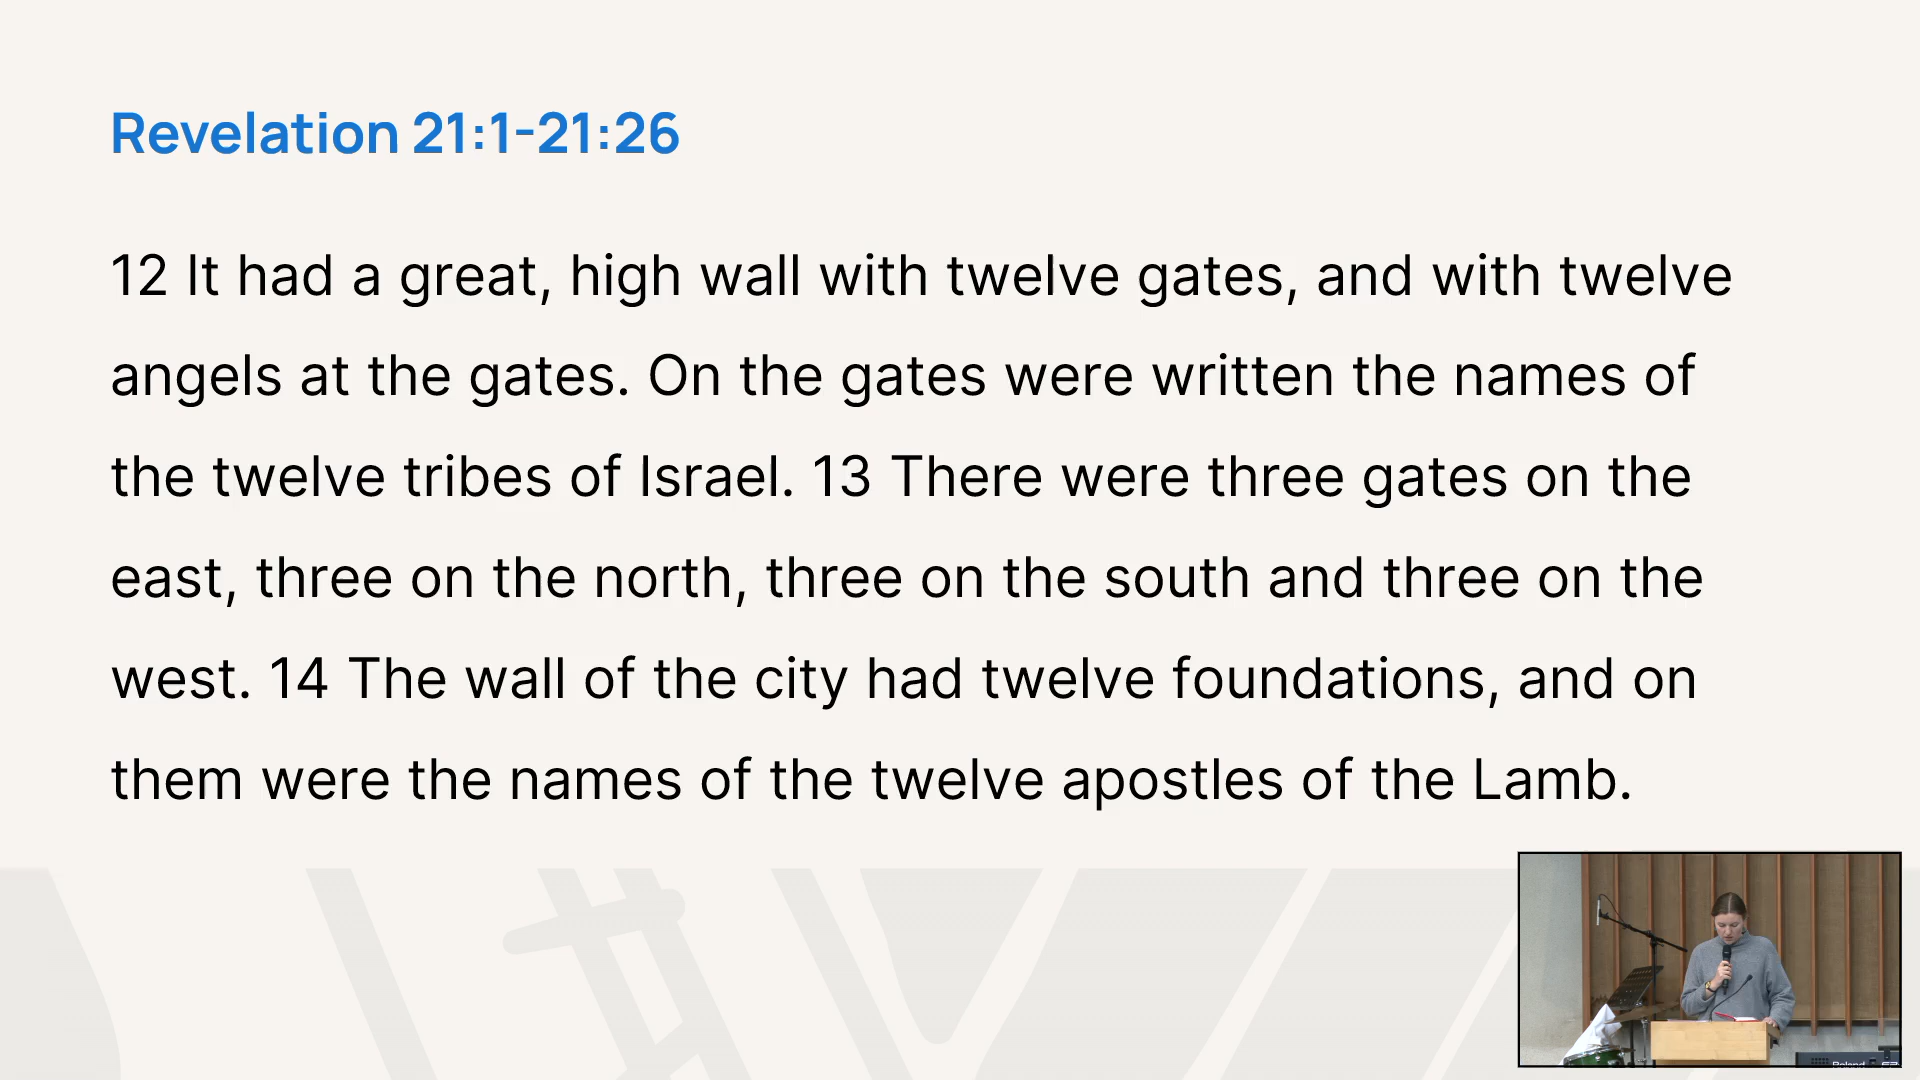 Revelation 21:1-21:26
12 It had a great, high wall with twelve gates, and with twelve
angels at the gates. On the gates were written the names of
the twelve tribes of Israel. 13 There were three gates on the
east, three on the north, three on the south and three on the
west. 14 The wall of the city had twelve foundations, and on
them were the names of the twelve apostles of the Lamb.
Roland